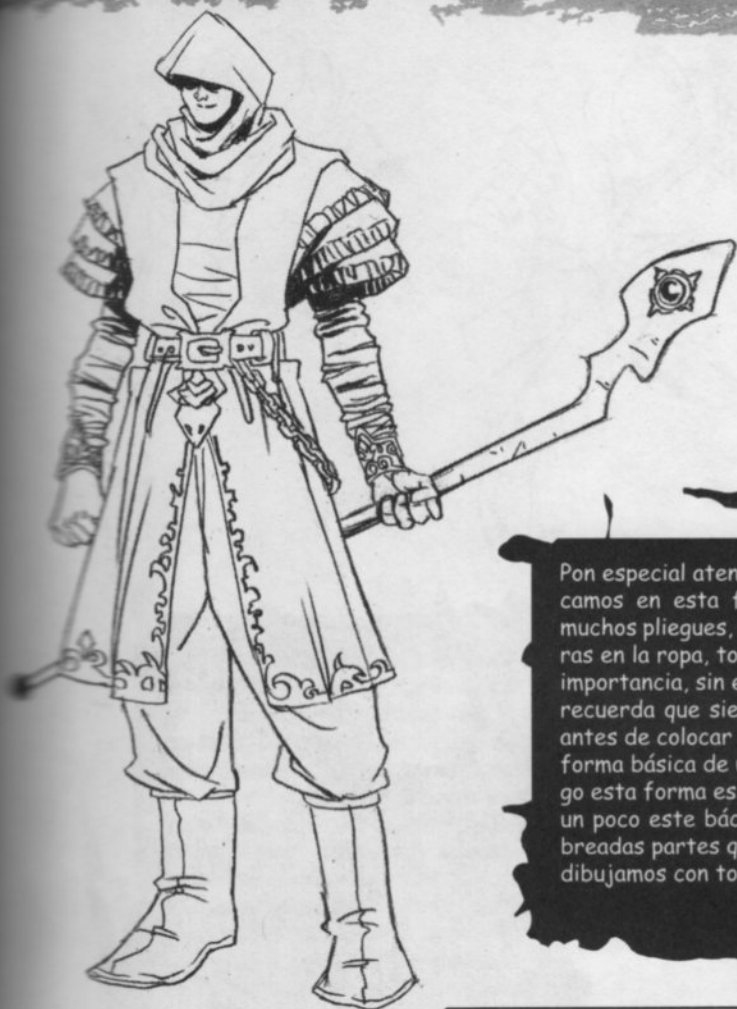 Pon especial aten
camos en esta f
muchos pliegues,
ras en la ropa, to
importancia, sin e
recuerda que sie
antes de colocar
forma básica de
go esta forma es
un poco este bác
breadas partes q
dibujamos con to